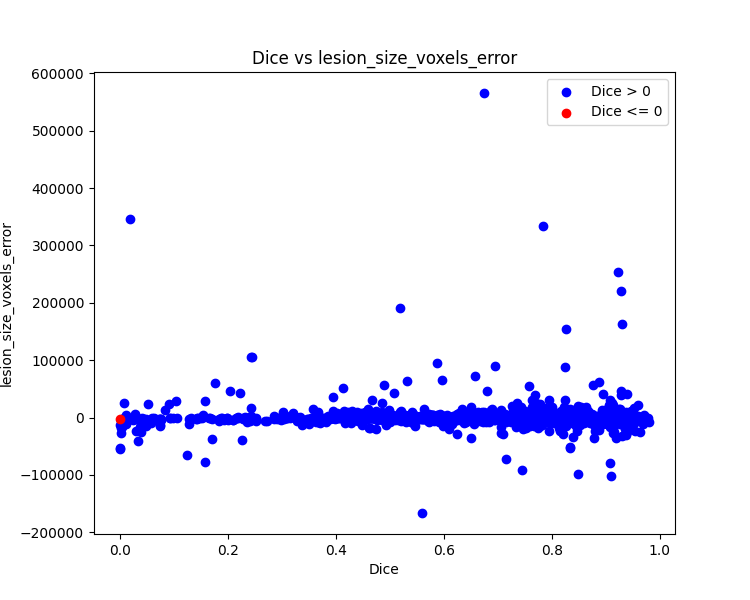 Dice vs lesion_size_voxels_error
Dice > 0
Dice <= 0
600000
500000
400000
300000
200000
100000
0
−100000
−200000
lesion_size_voxels_error
0.0 0.2 0.4 0.6 0.8 1.0
Dice